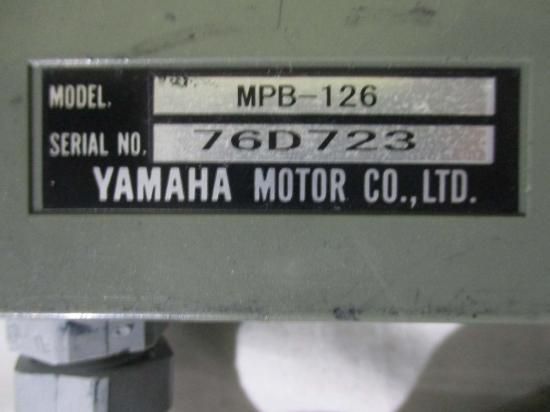 MODEL. MPB-126
SERIAL NO. 76D723
YAMAHA MOTOR CO.,LTD.